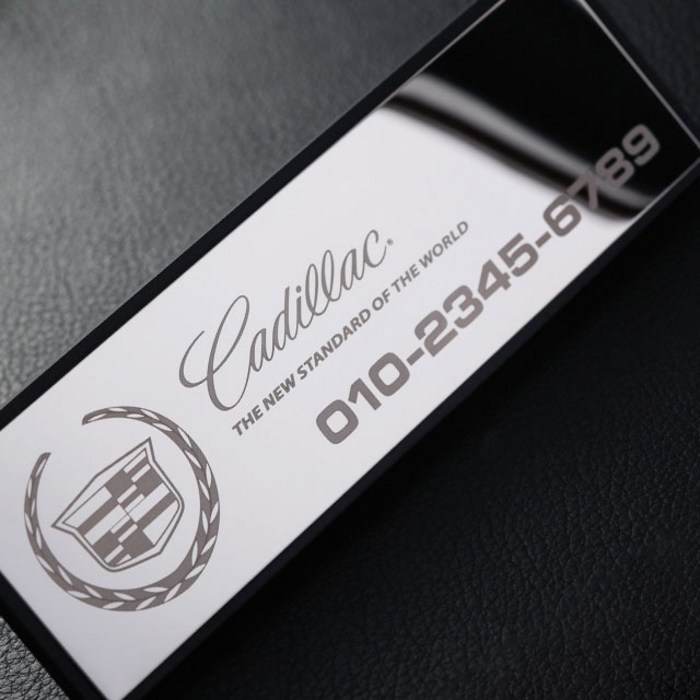 Cadillac®
THE NEW STANDARD OF THE WORLD
010-2345-6789